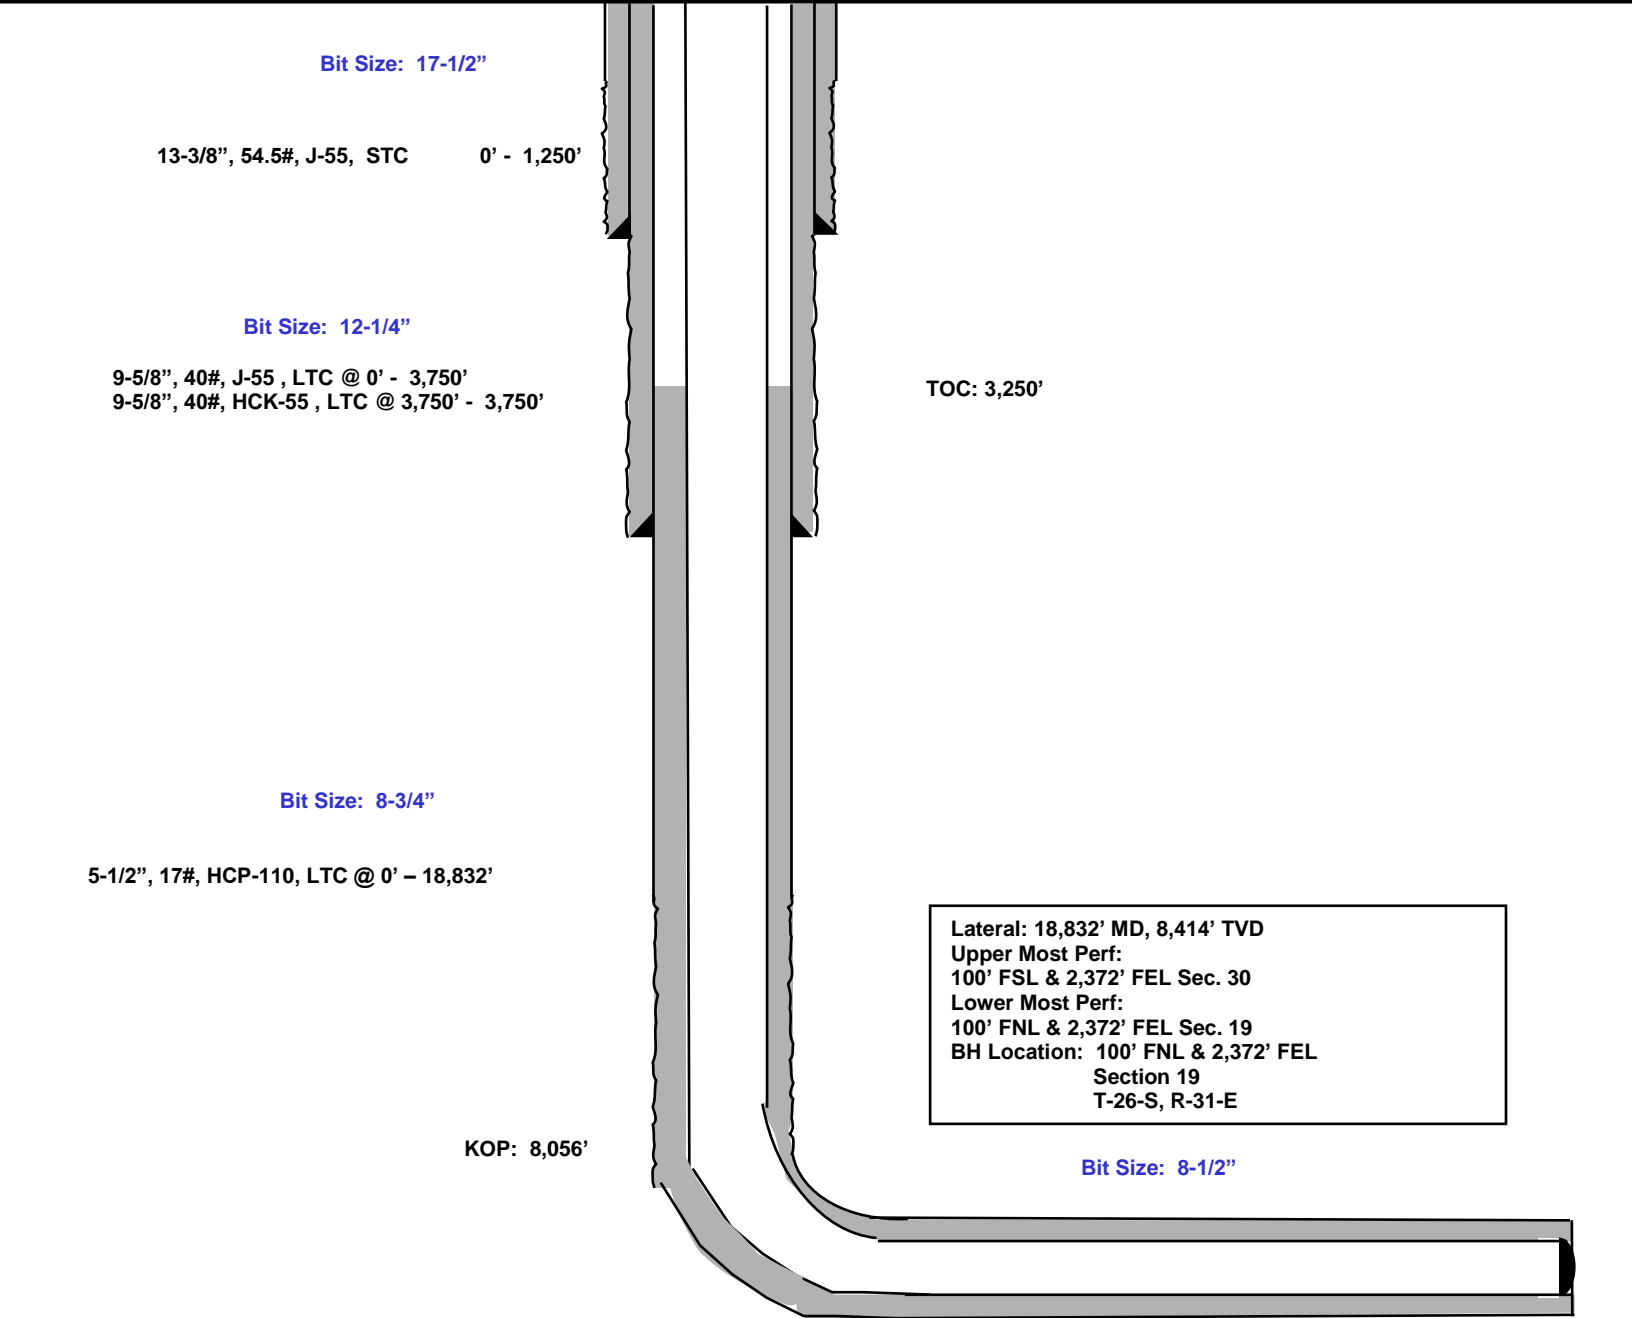 Bit Size: 17-1/2”
13-3/8”, 54.5#, J-55, STC 0’ - 1,250’
Bit Size: 12-1/4”
9-5/8”, 40#, J-55 , LTC @ 0’ - 3,750’
9-5/8”, 40#, HCK-55 , LTC @ 3,750’ - 3,750’
TOC: 3,250’
Bit Size: 8-3/4”
5-1/2”, 17#, HCP-110, LTC @ 0’ – 18,832’
Lateral: 18,832’ MD, 8,414’ TVD
Upper Most Perf:
100’ FSL & 2,372’ FEL Sec. 30
Lower Most Perf:
100’ FNL & 2,372’ FEL Sec. 19
BH Location: 100’ FNL & 2,372’ FEL
Section 19
T-26-S, R-31-E
KOP: 8,056’
Bit Size: 8-1/2”